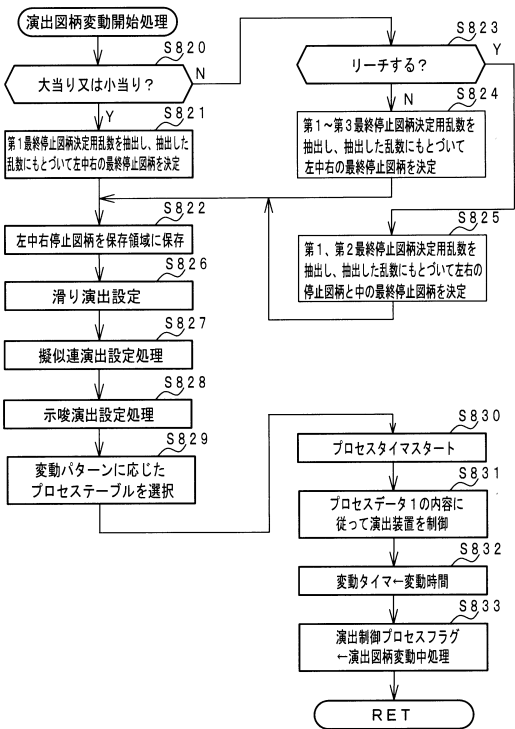 演出図柄変動開始処理
S820
大当り又は小当り?
N
Y
S821
第1最終停止図柄決定用乱数を抽出し、抽出した
乱数にもとづいて左中右の最終停止図柄を決定
S822
左中右停止図柄を保存領域に保存
S823
リーチする?
Y
N
S824
第1~第3最終停止図柄決定用乱数を
抽出し、抽出した乱数にもとづいて
左中右の最終停止図柄を決定
S825
第1、第2最終停止図柄決定用乱数を
抽出し、抽出した乱数にもとづいて左右の
停止図柄と中の最終停止図柄を決定
S826
滑り演出設定
S827
擬似連演出設定処理
S828
示唆演出設定処理
S829
変動パターンに応じた
プロセステーブルを選択
S830
プロセスタイマスタート
S831
プロセスデータ1の内容に
従って演出装置を制御
S832
変動タイマ←変動時間
S833
演出制御プロセスフラグ
←演出図柄変動中処理
RET